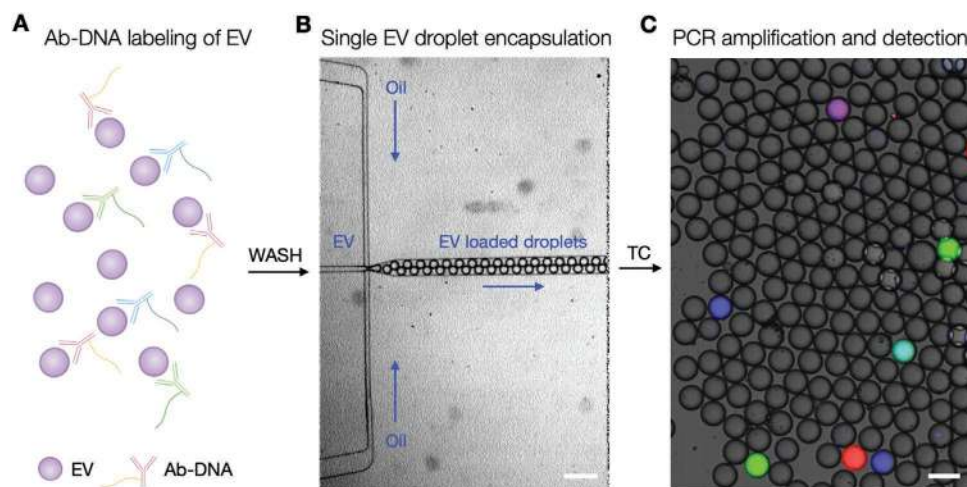 A
Ab-DNA labeling of EV
WASH
EV
Ab-DNA
B
Single EV droplet encapsulation
Oil
EV
EV loaded droplets
Oil
TC
C
PCR amplification and detection